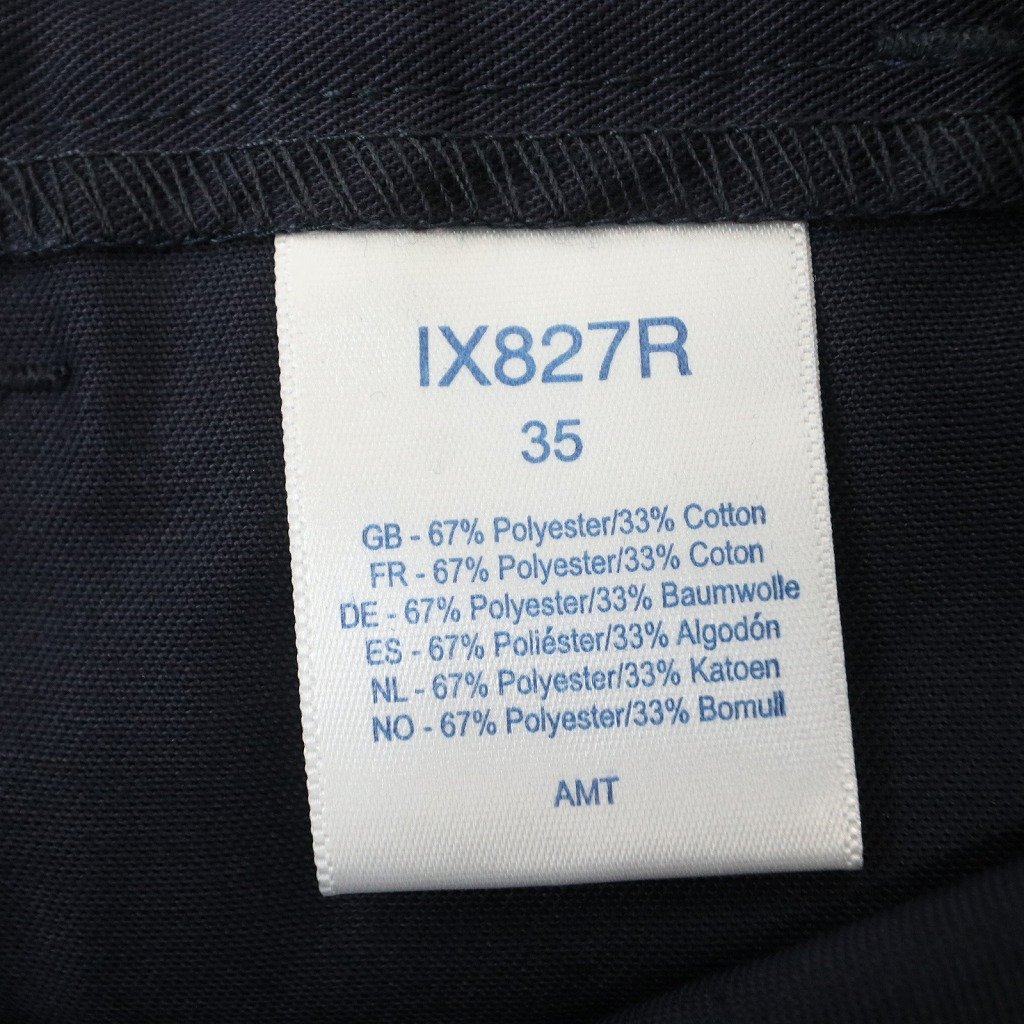 IX827R
35
GB - 67% Polyester/33% Cotton
FR - 67% Polyester/33% Coton
DE - 67% Polyester/33% Baumwolle
ES - 67% Poliéster/33% Algodón
NL - 67% Polyester/33% Katoen
NO - 67% Polyester/33% Bomull
AMT